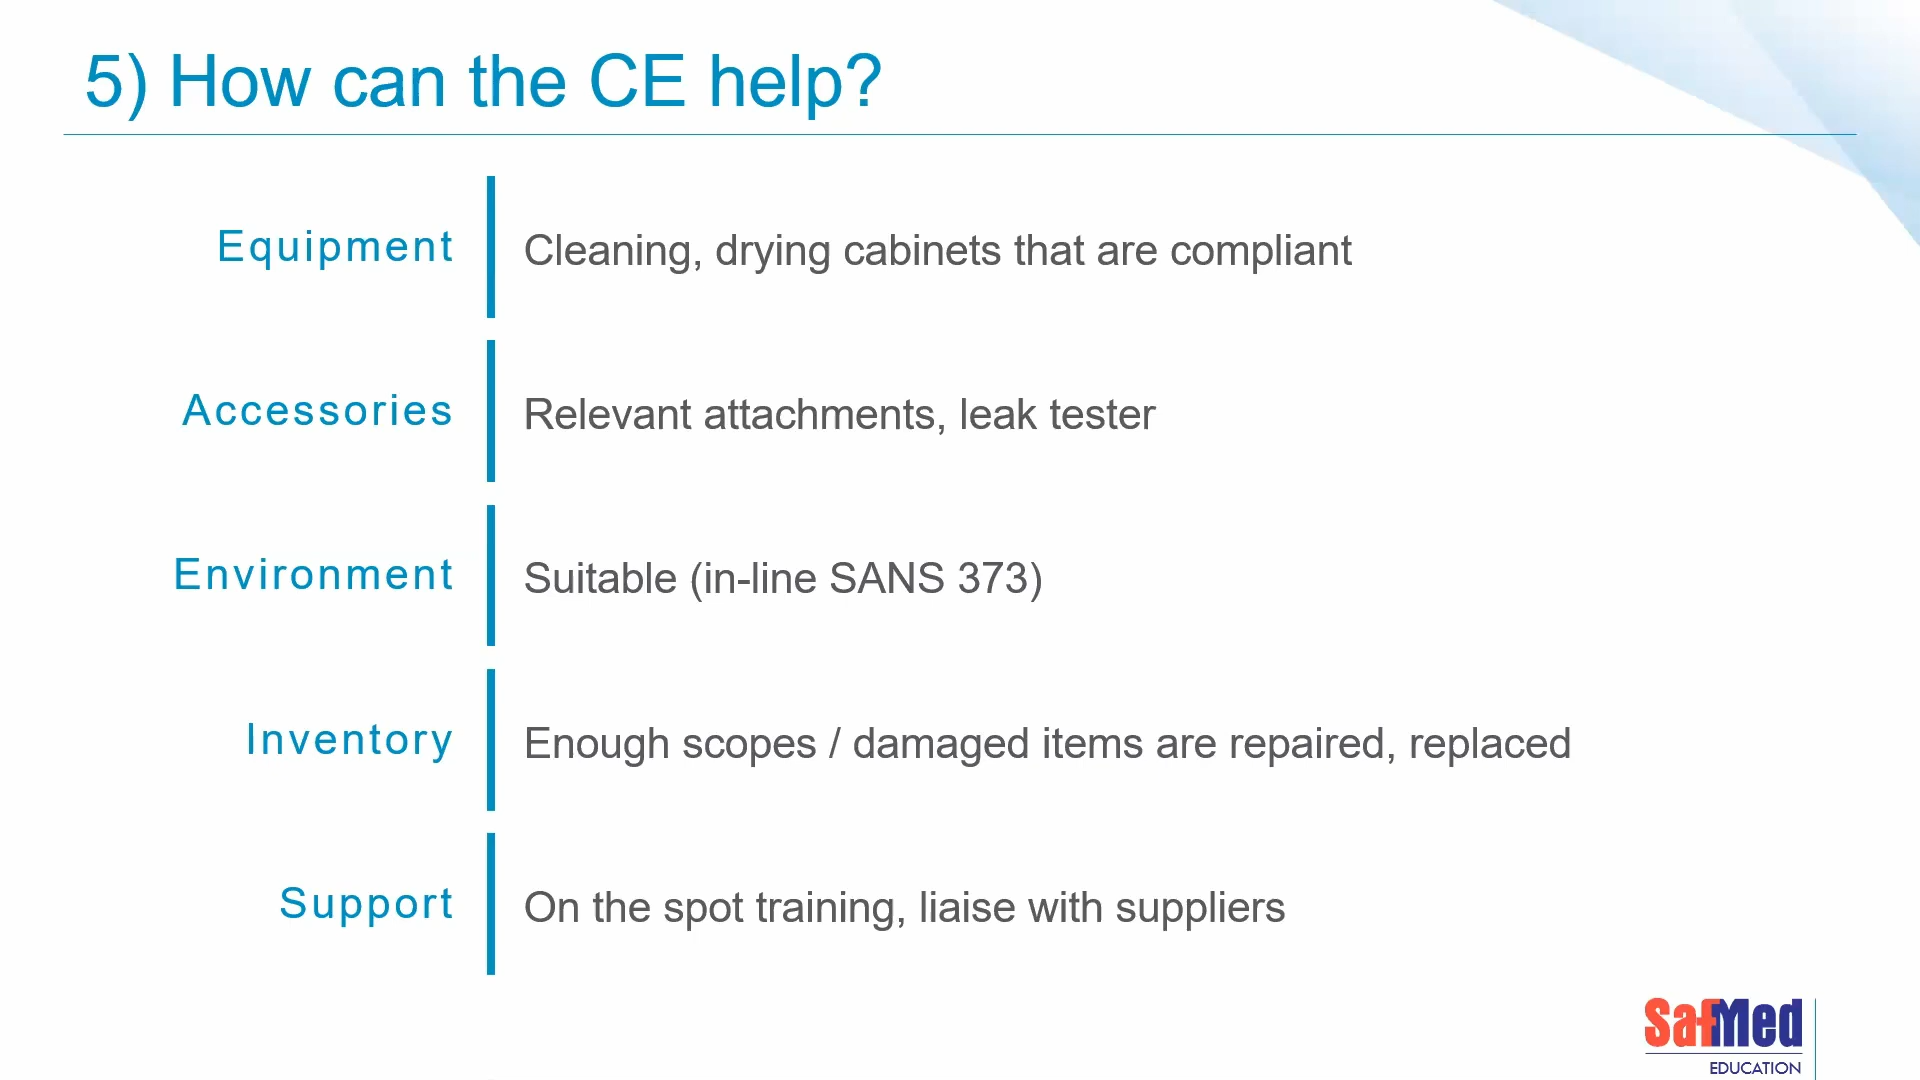 5) How can the CE help?
Equipment
Cleaning, drying cabinets that are compliant
Accessories
Relevant attachments, leak tester
Environment
Suitable (in-line SANS 373)
Inventory
Enough scopes / damaged items are repaired, replaced
Support
On the spot training, liaise with suppliers
SafMed
EDUCATION